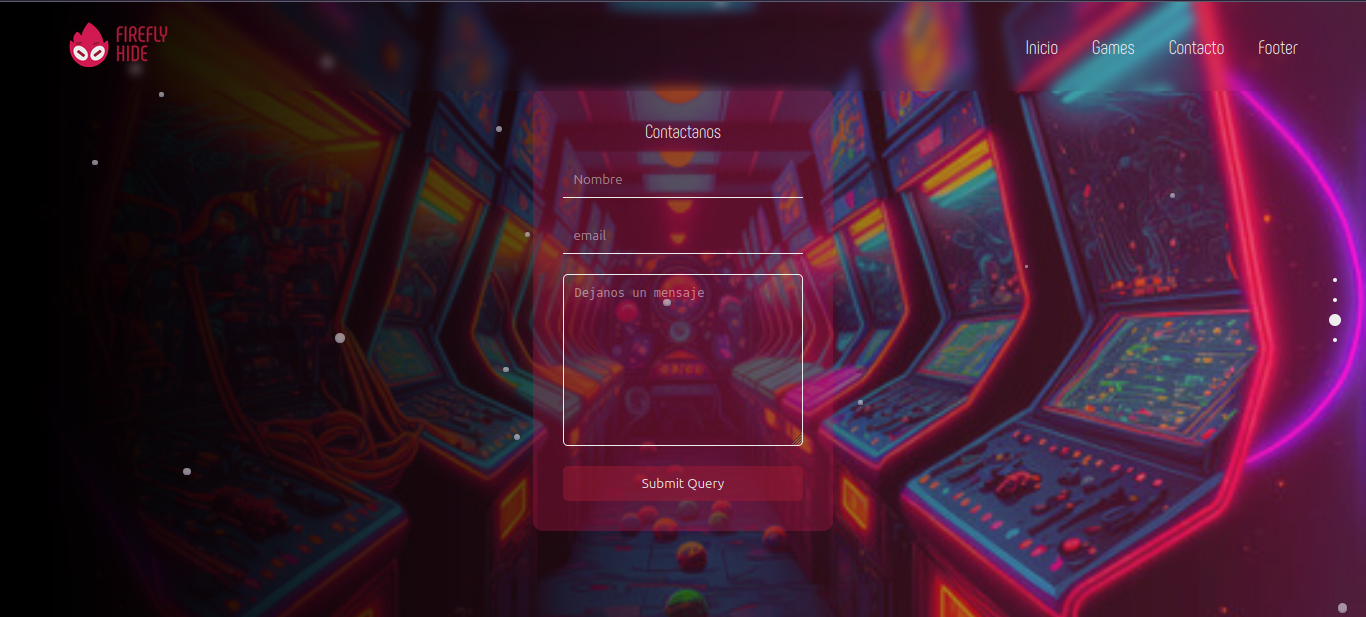 FIREFLY
HIDE
Inicio
Games
Contacto
Footer
Contactanos
Nombre
email
Dejanos un mensaje
Submit Query